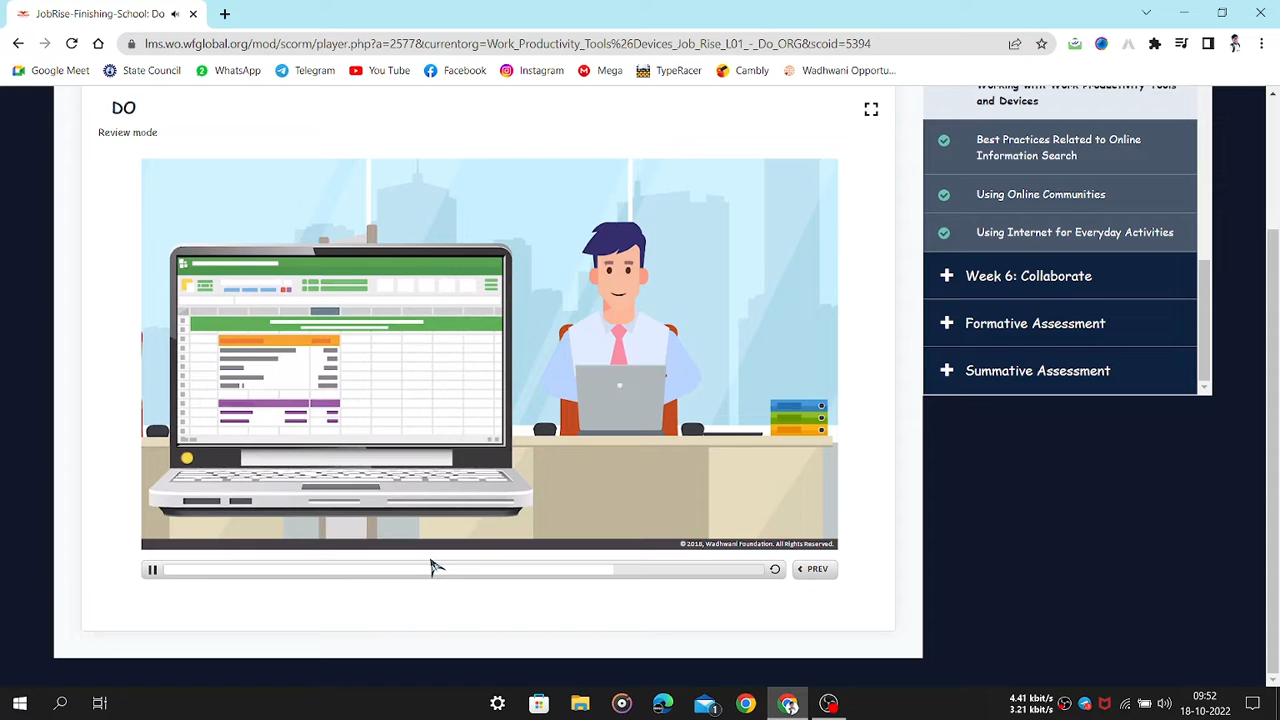 JobRise-Finishing-School: Do
lms.wo.wfglobal.org/mod/scorm/player.php?a=2577&currentorg=Work_Productivity_Tools%26Devices_Job_Rise_L01_-_Do_ORG&scoid=5394
Google Meet
State Council
WhatsApp
Telegram
You Tube
Facebook
Instagram
Mega
TypeRacer
Cambly
Wadhwani Opportu...
DO
Review mode
Working with Work Productivity Tools
and Devices
Best Practices Related to Online
Information Search
Using Online Communities
Using Internet for Everyday Activities
Week 6: Collaborate
Formative Assessment
Summative Assessment
© 2018, Wadhwani Foundation. All Rights Reserved.
PREV
4.41 kbit/s
3.21 kbit/s
09:52
18-10-2022